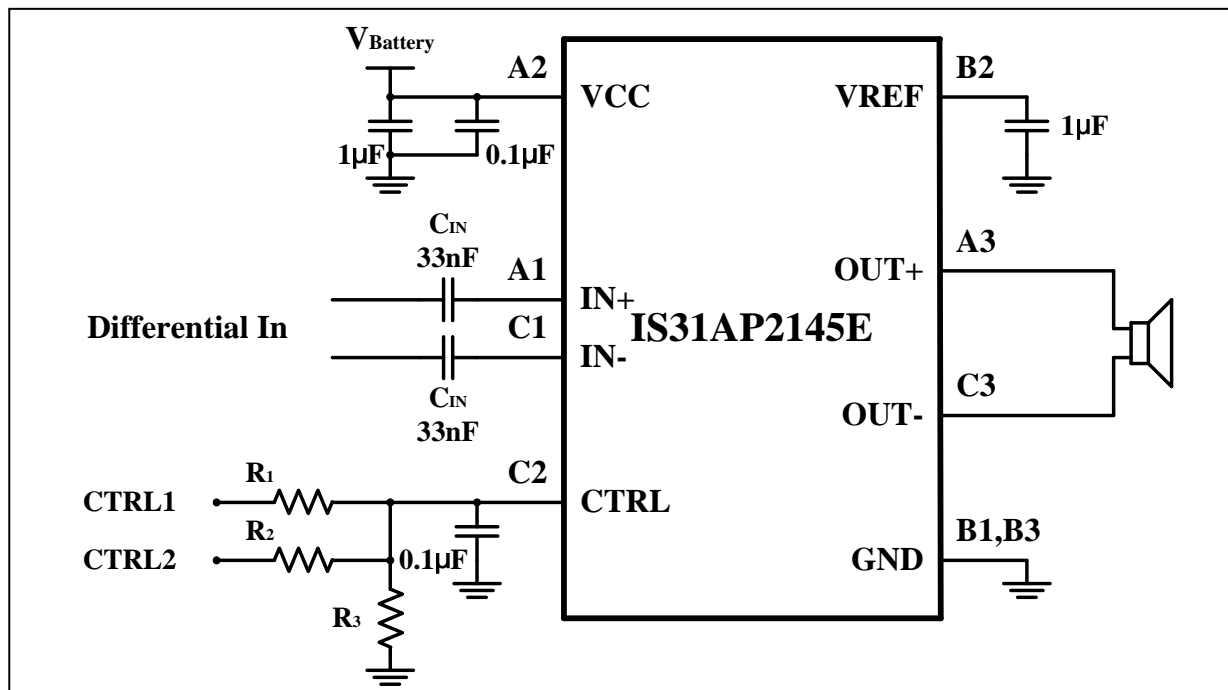 VBattery
A2
VCC
1µF
0.1µF
CIN
33nF
A1
IN+
Differential In
C1
IN-
CIN
33nF
R1
CTRL1
R2
CTRL2
0.1µF
R3
C2
CTRL
IS31AP2145E
B2
VREF
1µF
A3
OUT+
C3
OUT-
B1,B3
GND